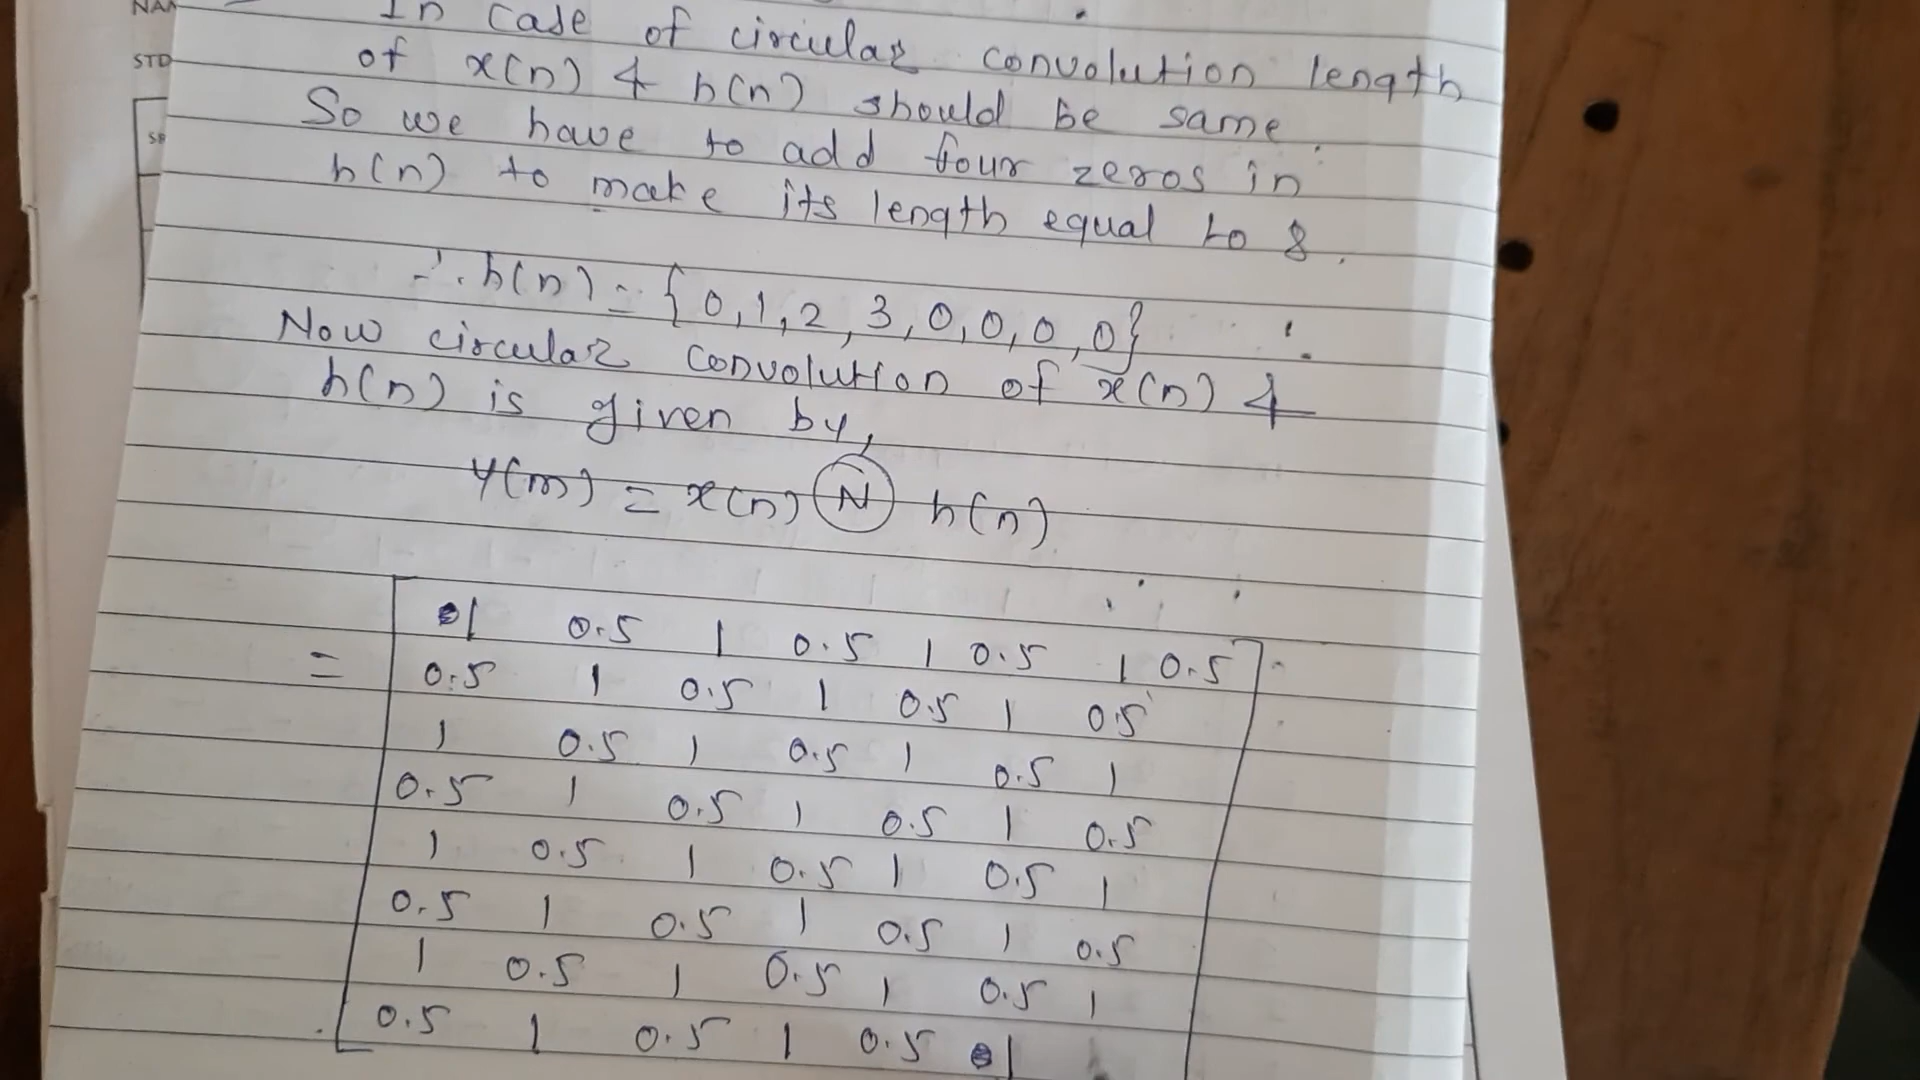 NAM
STD
In case of circular convolution length
of x(n) & h(n) should be same.
So we have to add four zeros in
h(n) to make its length equal to 8.
∴ h(n) = {0,1,2,3,0,0,0,0}
Now circular convolution of x(n) &
h(n) is given by,
y(m) = x(n) Ⓝ h(n)
= 1 0.5 1 0.5 1 0.5 1 0.5
0.5 1 0.5 1 0.5 1 0.5
1 0.5 1 0.5 1 0.5 1
0.5 1 0.5 1 0.5 1 0.5
1 0.5 1 0.5 1 0.5 1
0.5 1 0.5 1 0.5 1 0.5
1 0.5 1 0.5 1 0.5 1
0.5 1 0.5 1 0.5 1